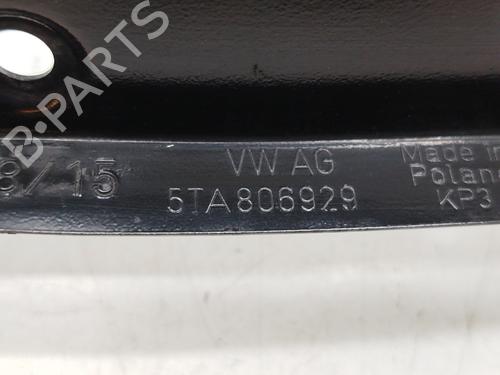 B-PARTS
8/15
VW AG
5TA806929
Made in
Poland
KP3